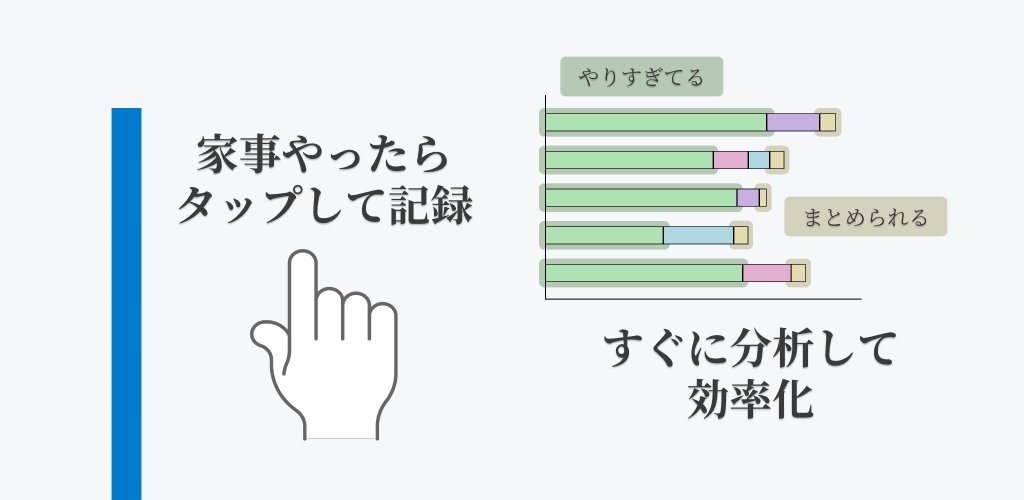 家事やったら
タップして記録
やりすぎてる
まとめられる
すぐに分析して
効率化